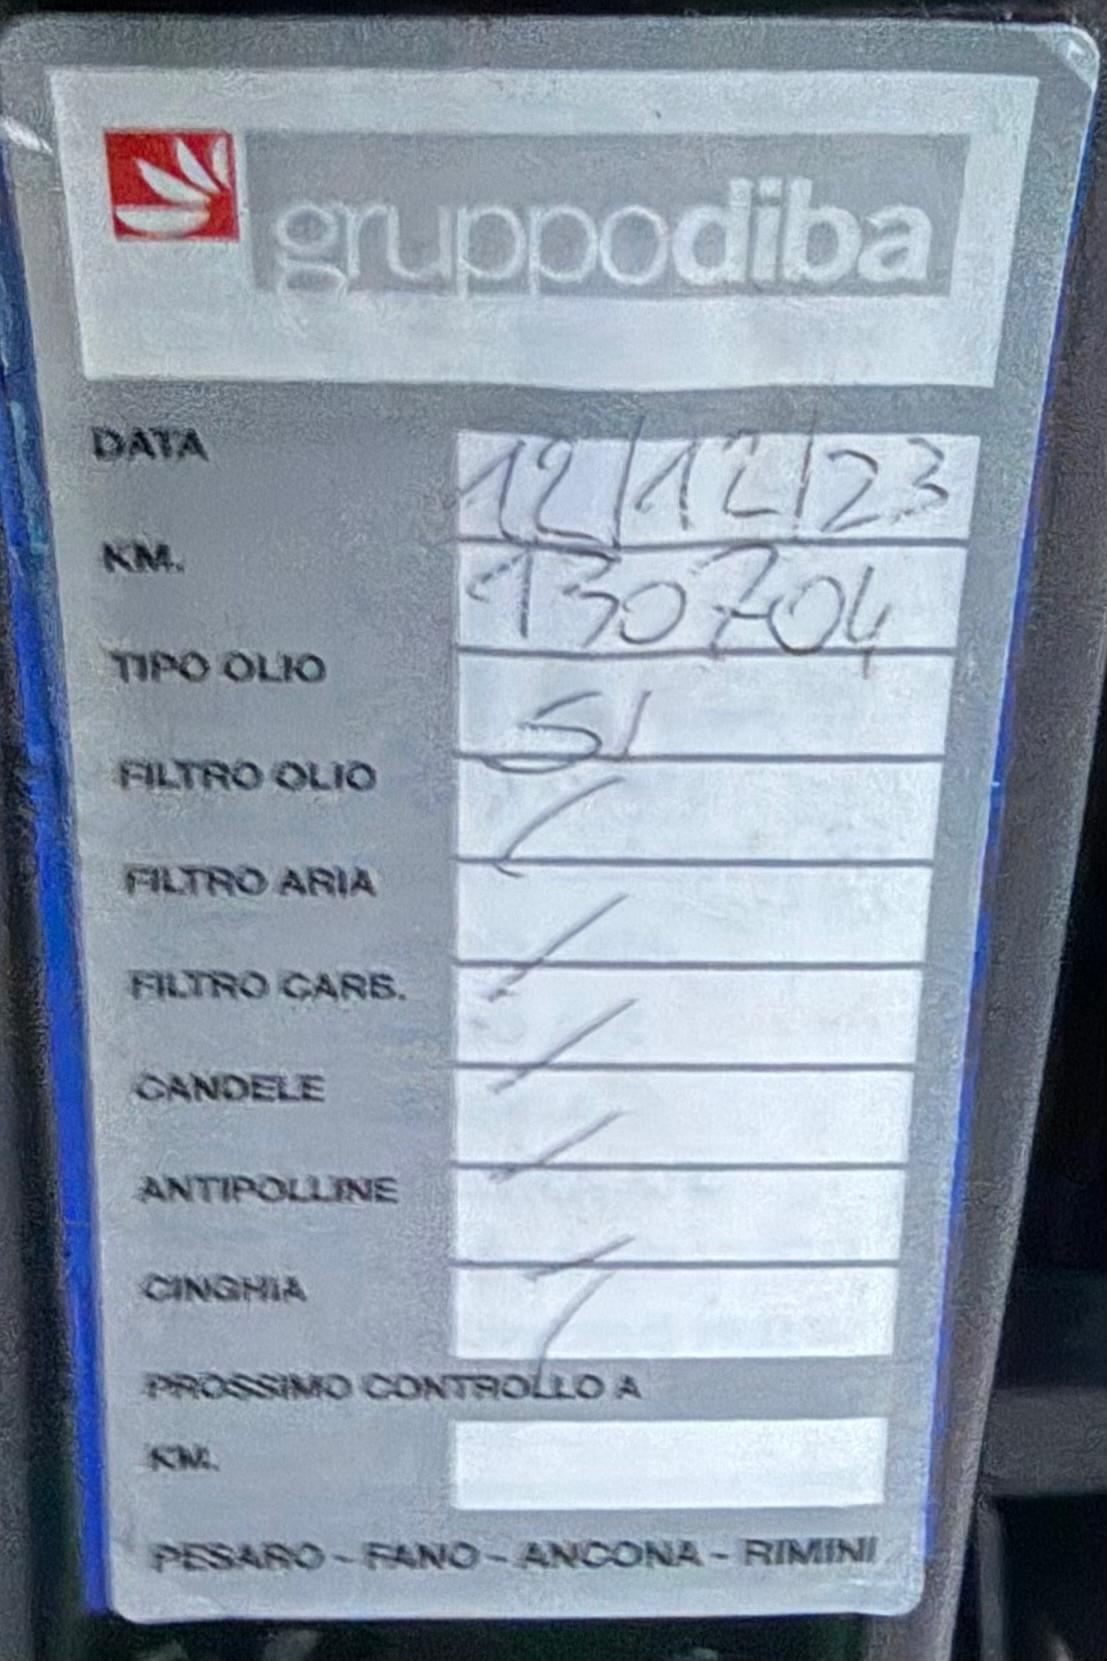 gruppodiba
DATA 12/12/23
KM. 130704
TIPO OLIO SI
FILTRO OLIO /
FILTRO ARIA /
FILTRO CARB. /
CANDELE /
ANTIPOLLINE /
CINGHIA /
PROSSIMO CONTROLLO A
KM.
PESARO - FANO - ANCONA - RIMINI